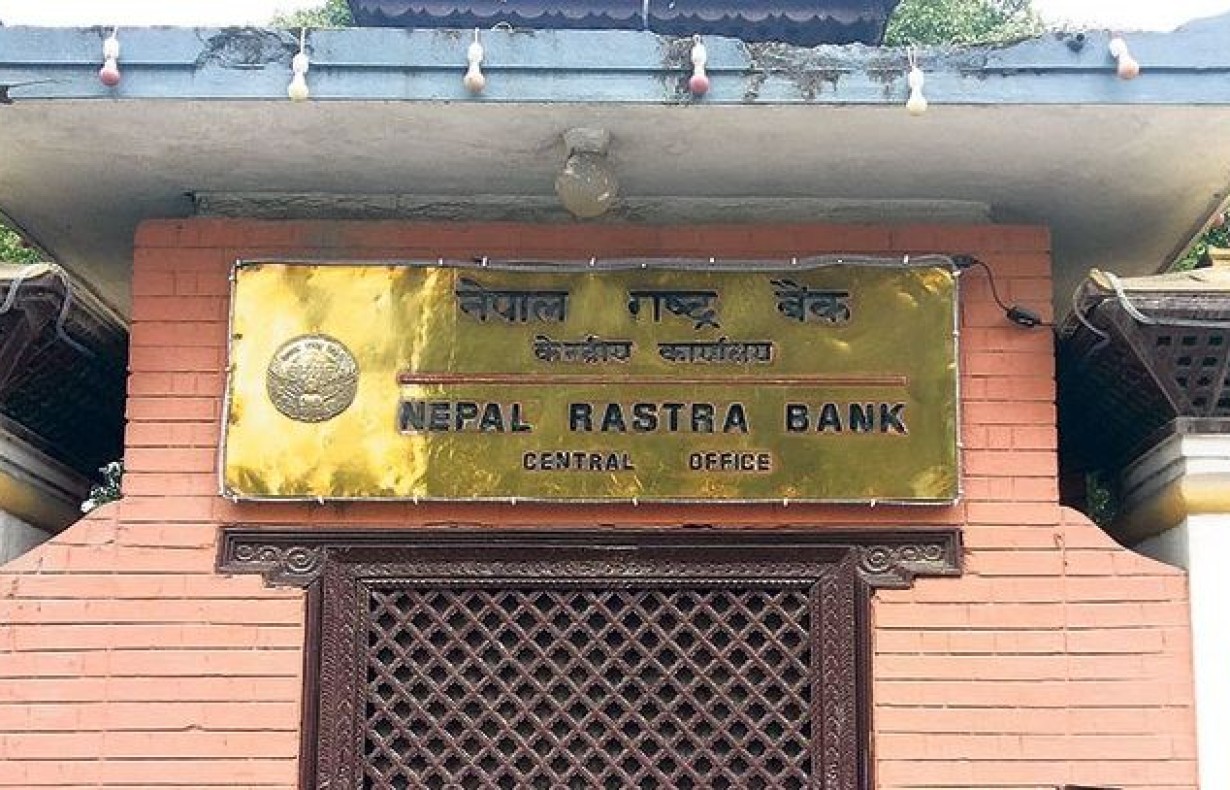 नेपाल राष्ट्र बैंक
केन्द्रीय कार्यालय
NEPAL RASTRA BANK
CENTRAL OFFICE